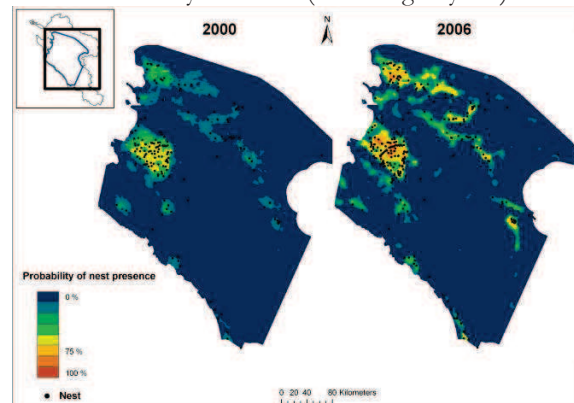 2000 2006
N
Probability of nest presence
0 %
75 %
100 %
Nest
0 20 40 80 Kilometers